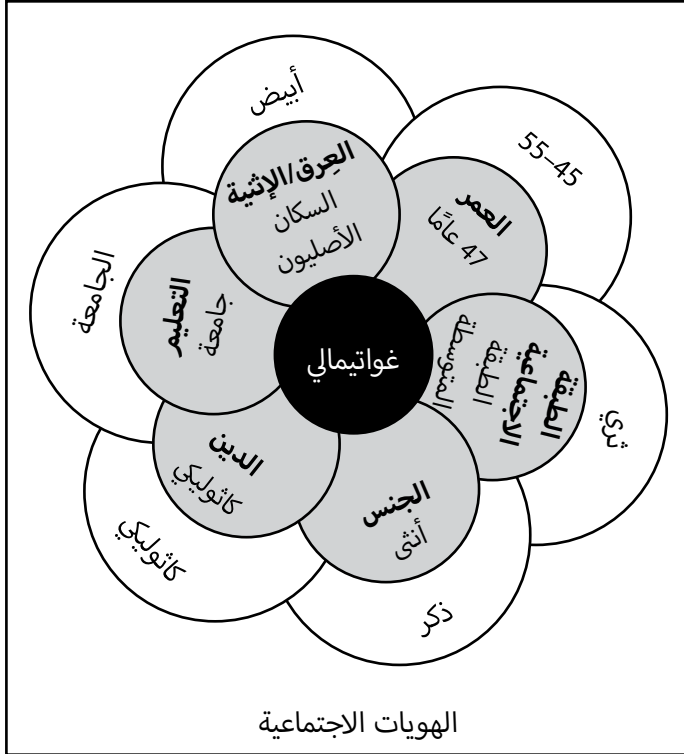 أبيض
العِرق/الإثنية
السكان
الأصليون
45–55
العمر
47 عامًا
ثري
الطبقة
الاجتماعية
الطبقة
المتوسطة
ذكر
الجنس
أنثى
كاثوليكي
الدين
كاثوليكي
الجامعة
التعليم
جامعة
غواتيمالي
الهويات الاجتماعية